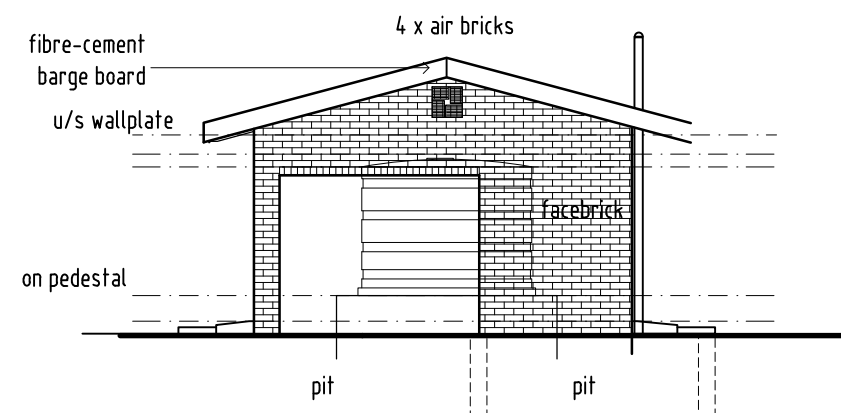 4 x air bricks
fibre-cement
barge board
u/s wallplate
facebrick
on pedestal
pit
pit